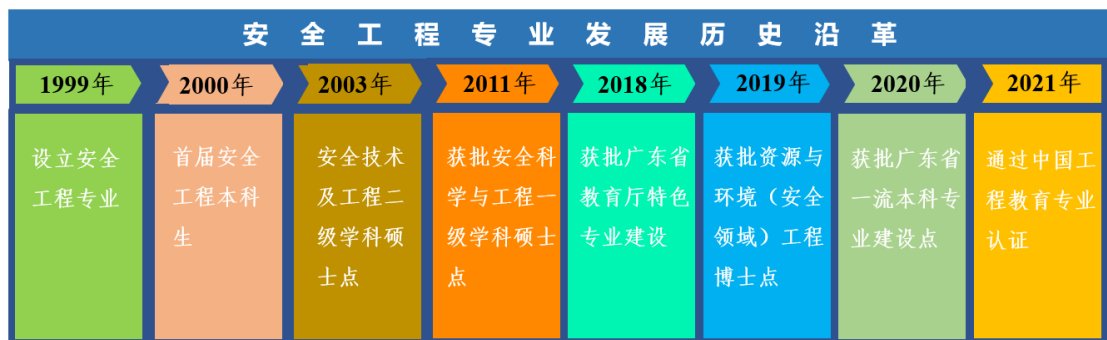 安全工程专业发展历史沿革
1999年
2000年
2003年
2011年
2018年
2019年
2020年
2021年
设立安全
工程专业
首届安全
工程本科
生
安全技术
及工程二
级学科硕
士点
获批安全科
学与工程一
级学科硕士
点
获批广东省
教育厅特色
专业建设
获批资源与
环境（安全
领域）工程
博士点
获批广东省
一流本科专
业建设点
通过中国工
程教育专业
认证